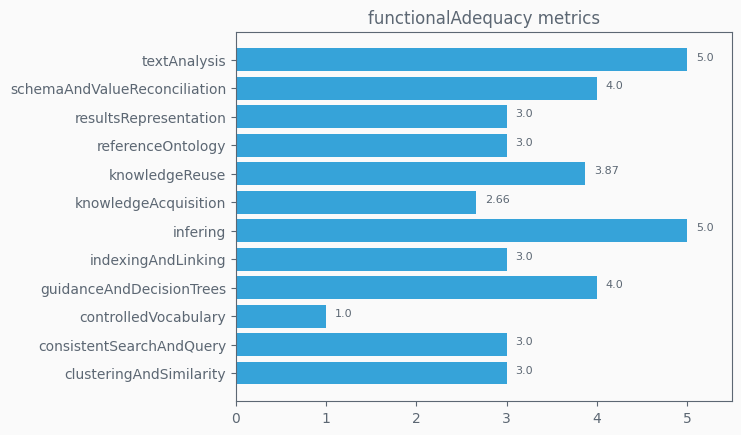 functionalAdequacy metrics
textAnalysis 5.0
schemaAndValueReconciliation 4.0
resultsRepresentation 3.0
referenceOntology 3.0
knowledgeReuse 3.87
knowledgeAcquisition 2.66
infering 5.0
indexingAndLinking 3.0
guidanceAndDecisionTrees 4.0
controlledVocabulary 1.0
consistentSearchAndQuery 3.0
clusteringAndSimilarity 3.0
0 1 2 3 4 5